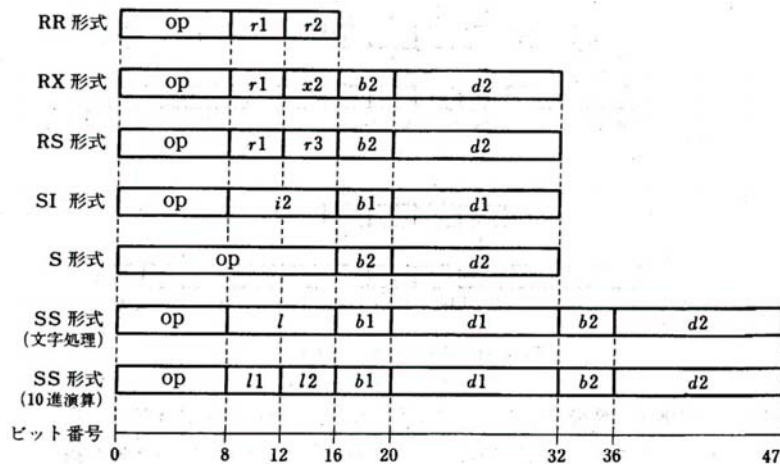 RR 形式 op r1 r2
RX 形式 op r1 x2 b2 d2
RS 形式 op r1 r3 b2 d2
SI 形式 op i2 b1 d1
S 形式 op b2 d2
SS 形式 op l b1 d1 b2 d2
(文字処理)
SS 形式 op l1 l2 b1 d1 b2 d2
(10進演算)
ビット番号
0 8 12 16 20 32 36 47